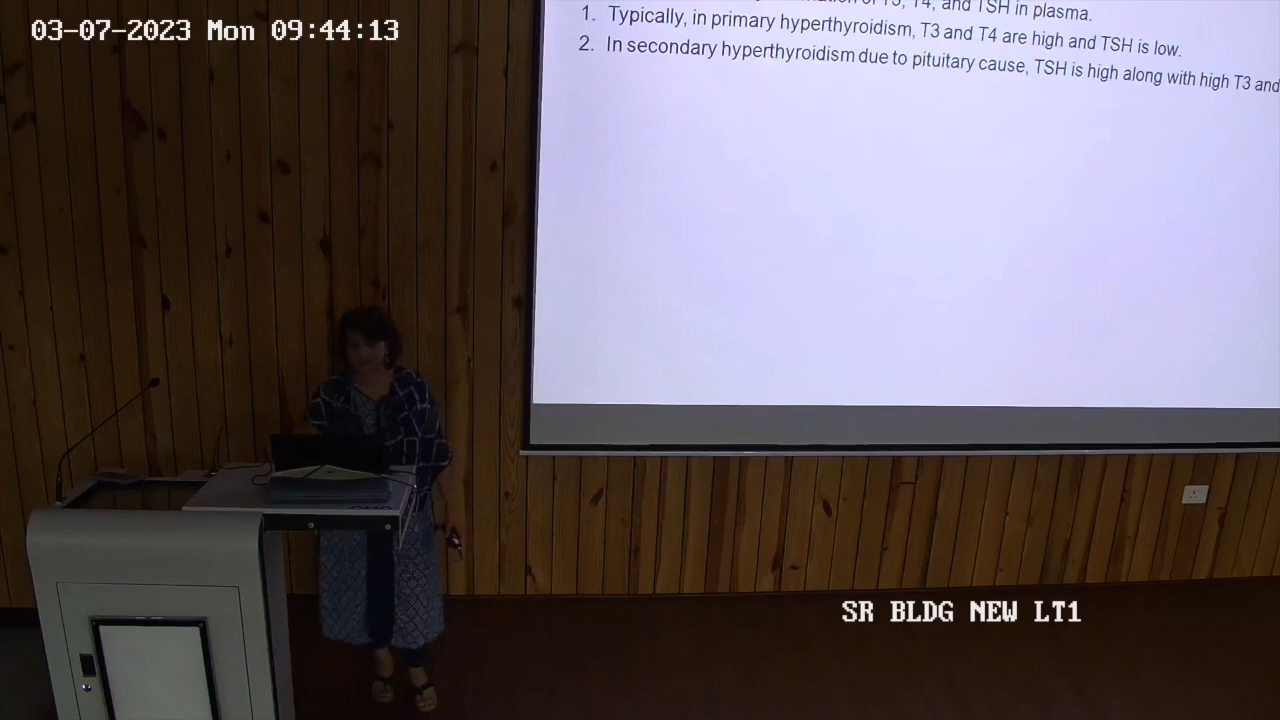 03-07-2023 Mon 09:44:13
T4, and TSH in plasma.
1. Typically, in primary hyperthyroidism, T3 and T4 are high and TSH is low.
2. In secondary hyperthyroidism due to pituitary cause, TSH is high along with high T3 and
SR BLDG NEW LT1